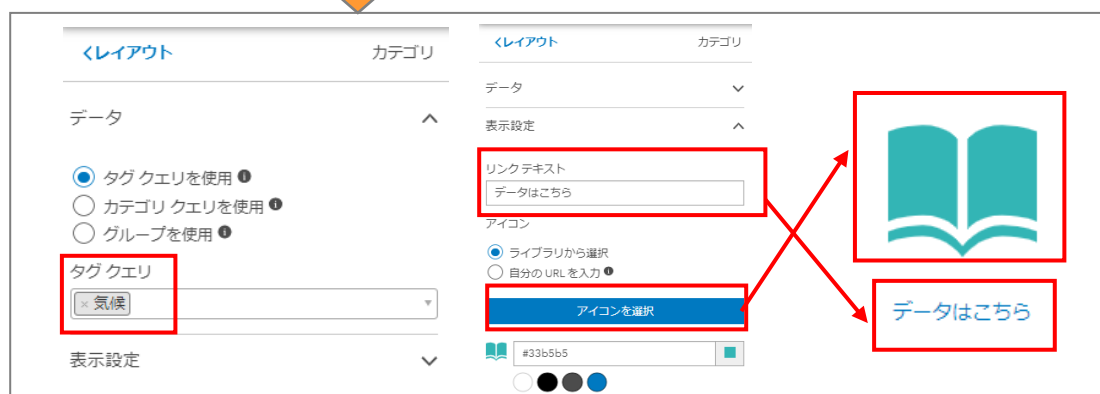 くレイアウト カテゴリ
データ
タグ クエリを使用
カテゴリ クエリを使用
グループを使用
タグ クエリ
× 気候
表示設定
くレイアウト カテゴリ
データ
表示設定
リンク テキスト
データはこちら
アイコン
ライブラリから選択
自分の URL を入力
アイコンを選択
#33b5b5
データはこちら